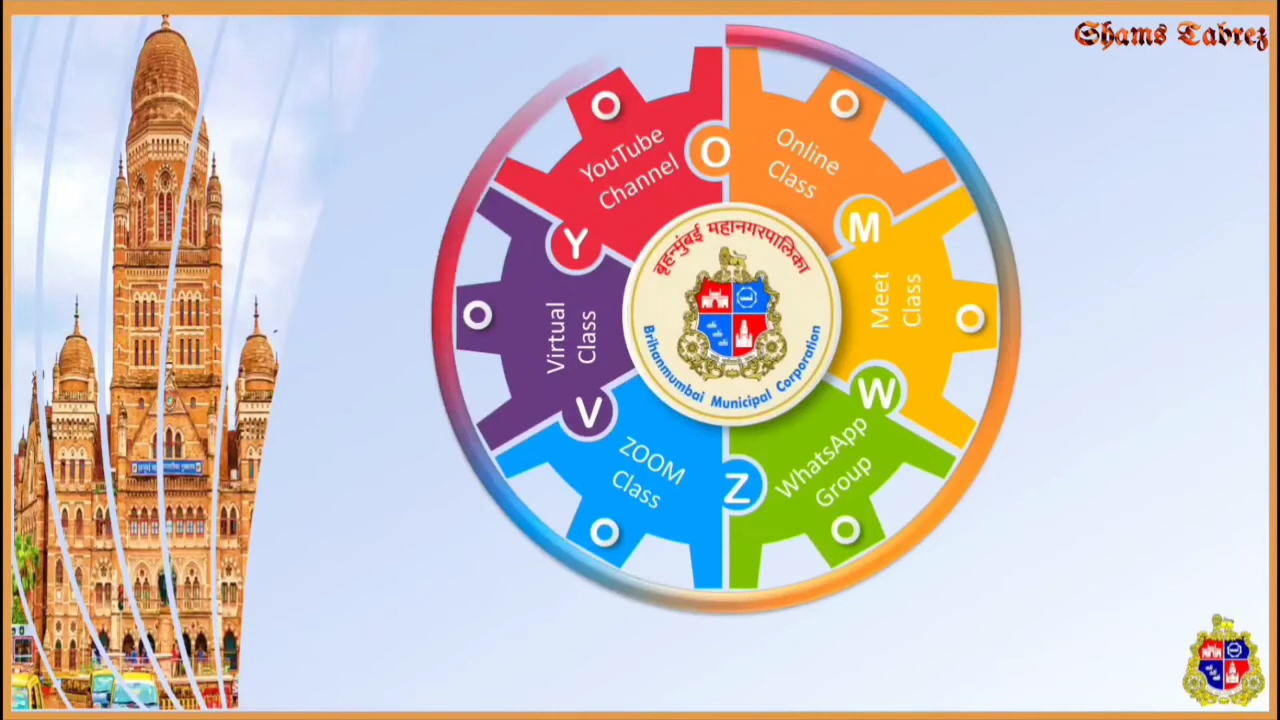 Shams Tabrez
YouTube
Channel
O
Online
Class
M
Meet
Class
W
WhatsApp
Group
Z
ZOOM
Class
V
Virtual
Class
Y
बृहन्मुंबई महानगरपालिका
Brihanmumbai Municipal Corporation